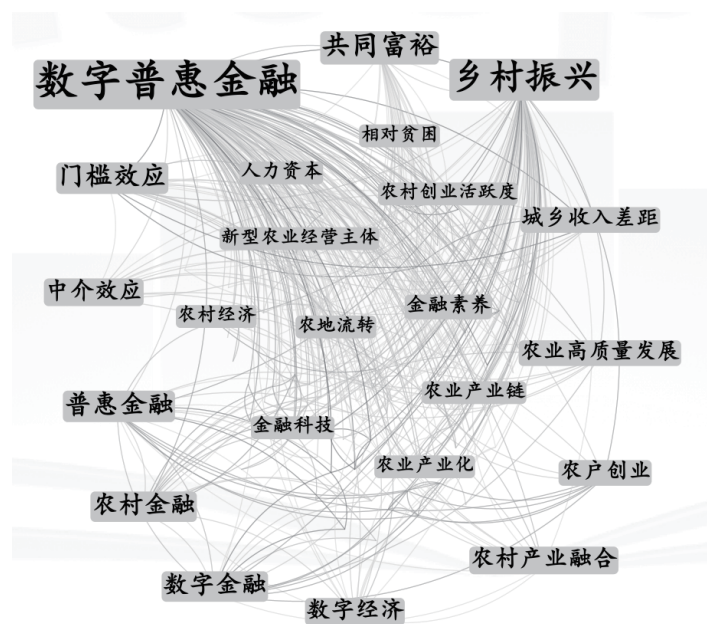 共同富裕
数字普惠金融
乡村振兴
相对贫困
门槛效应
人力资本
农村创业活跃度
城乡收入差距
新型农业经营主体
中介效应
农村经济
农地流转
金融素养
农业高质量发展
农业产业链
普惠金融
金融科技
农业产业化
农户创业
农村金融
农村产业融合
数字金融
数字经济